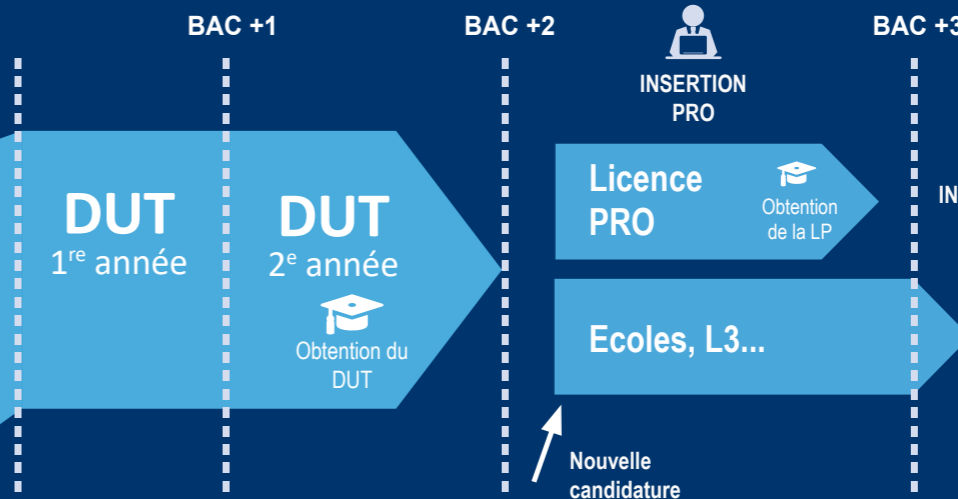 BAC +1
BAC +2
BAC +3
INSERTION
PRO
DUT
1re année
DUT
2e année
Obtention du
DUT
Licence
PRO
Obtention
de la LP
IN
Ecoles, L3...
Nouvelle
candidature